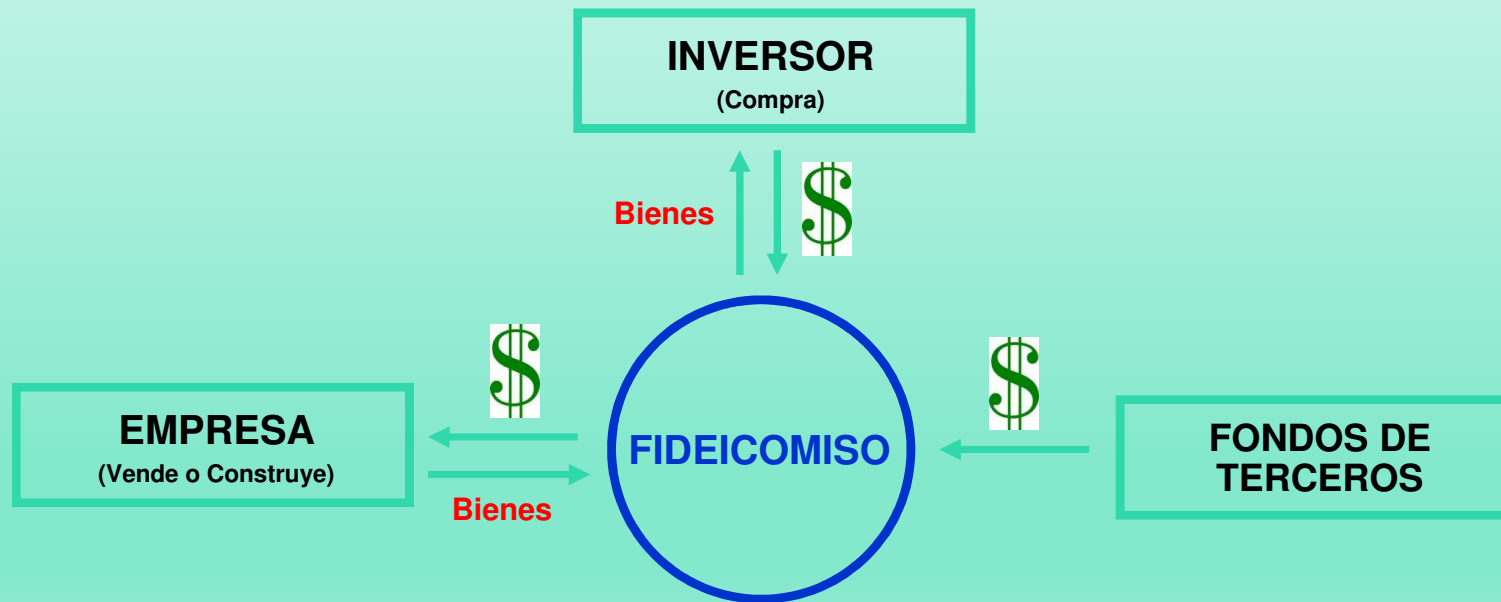 INVERSOR
(Compra)
Bienes
$
$
$
EMPRESA
(Vende o Construye)
Bienes
FIDEICOMISO
FONDOS DE
TERCEROS